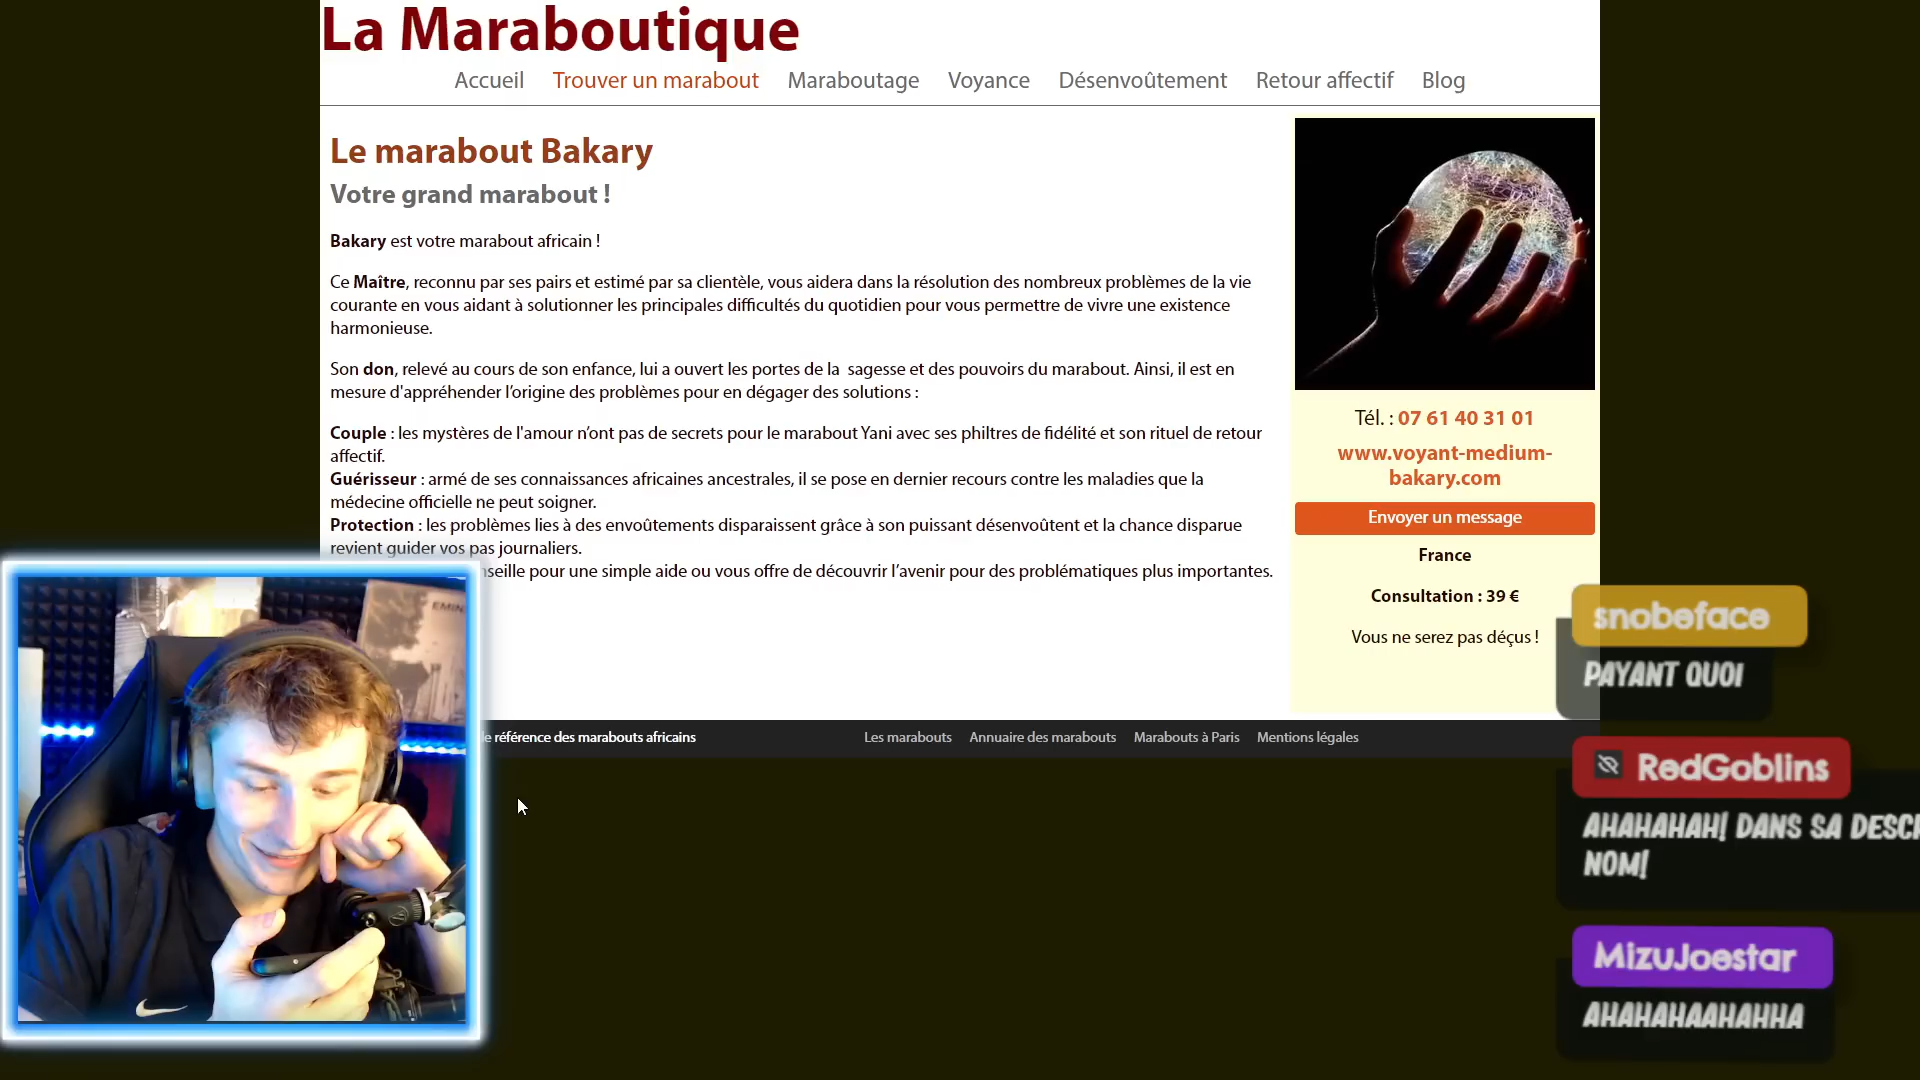 La Maraboutique
Accueil Trouver un marabout Maraboutage Voyance Désenvoûtement Retour affectif Blog
Le marabout Bakary
Votre grand marabout !
Bakary est votre marabout africain !
Ce Maître, reconnu par ses pairs et estimé par sa clientèle, vous aidera dans la résolution des nombreux problèmes de la vie
courante en vous aidant à solutionner les principales difficultés du quotidien pour vous permettre de vivre une existence
harmonieuse.
Son don, relevé au cours de son enfance, lui a ouvert les portes de la sagesse et des pouvoirs du marabout. Ainsi, il est en
mesure d'appréhender l’origine des problèmes pour en dégager des solutions :
Couple : les mystères de l'amour n’ont pas de secrets pour le marabout Yani avec ses philtres de fidélité et son rituel de retour
affectif.
Guérisseur : armé de ses connaissances africaines ancestrales, il se pose en dernier recours contre les maladies que la
médecine officielle ne peut soigner.
Protection : les problèmes lies à des envoûtements disparaissent grâce à son puissant désenvoûtent et la chance disparue
revient guider vos pas journaliers.
nseille pour une simple aide ou vous offre de découvrir l’avenir pour des problématiques plus importantes.
Tél. : 07 61 40 31 01
www.voyant-medium-
bakary.com
Envoyer un message
France
Consultation : 39 €
Vous ne serez pas déçus !
référence des marabouts africains Les marabouts Annuaire des marabouts Marabouts à Paris Mentions légales
EMIN
snobeface
PAYANT QUOI
RedGoblins
AHAHAHAH! DANS SA DESC
NOM!
MizuJoestar
AHAHAHAAHAHHA